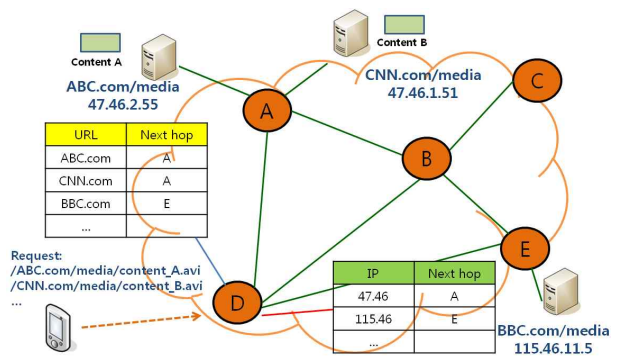 Content A
Content B
ABC.com/media
47.46.2.55
CNN.com/media
47.46.1.51
A
B
C
D
E
URL Next hop
ABC.com A
CNN.com A
BBC.com E
...
Request:
/ABC.com/media/content_A.avi
/CNN.com/media/content_B.avi
...
IP Next hop
47.46 A
115.46 E
...
BBC.com/media
115.46.11.5